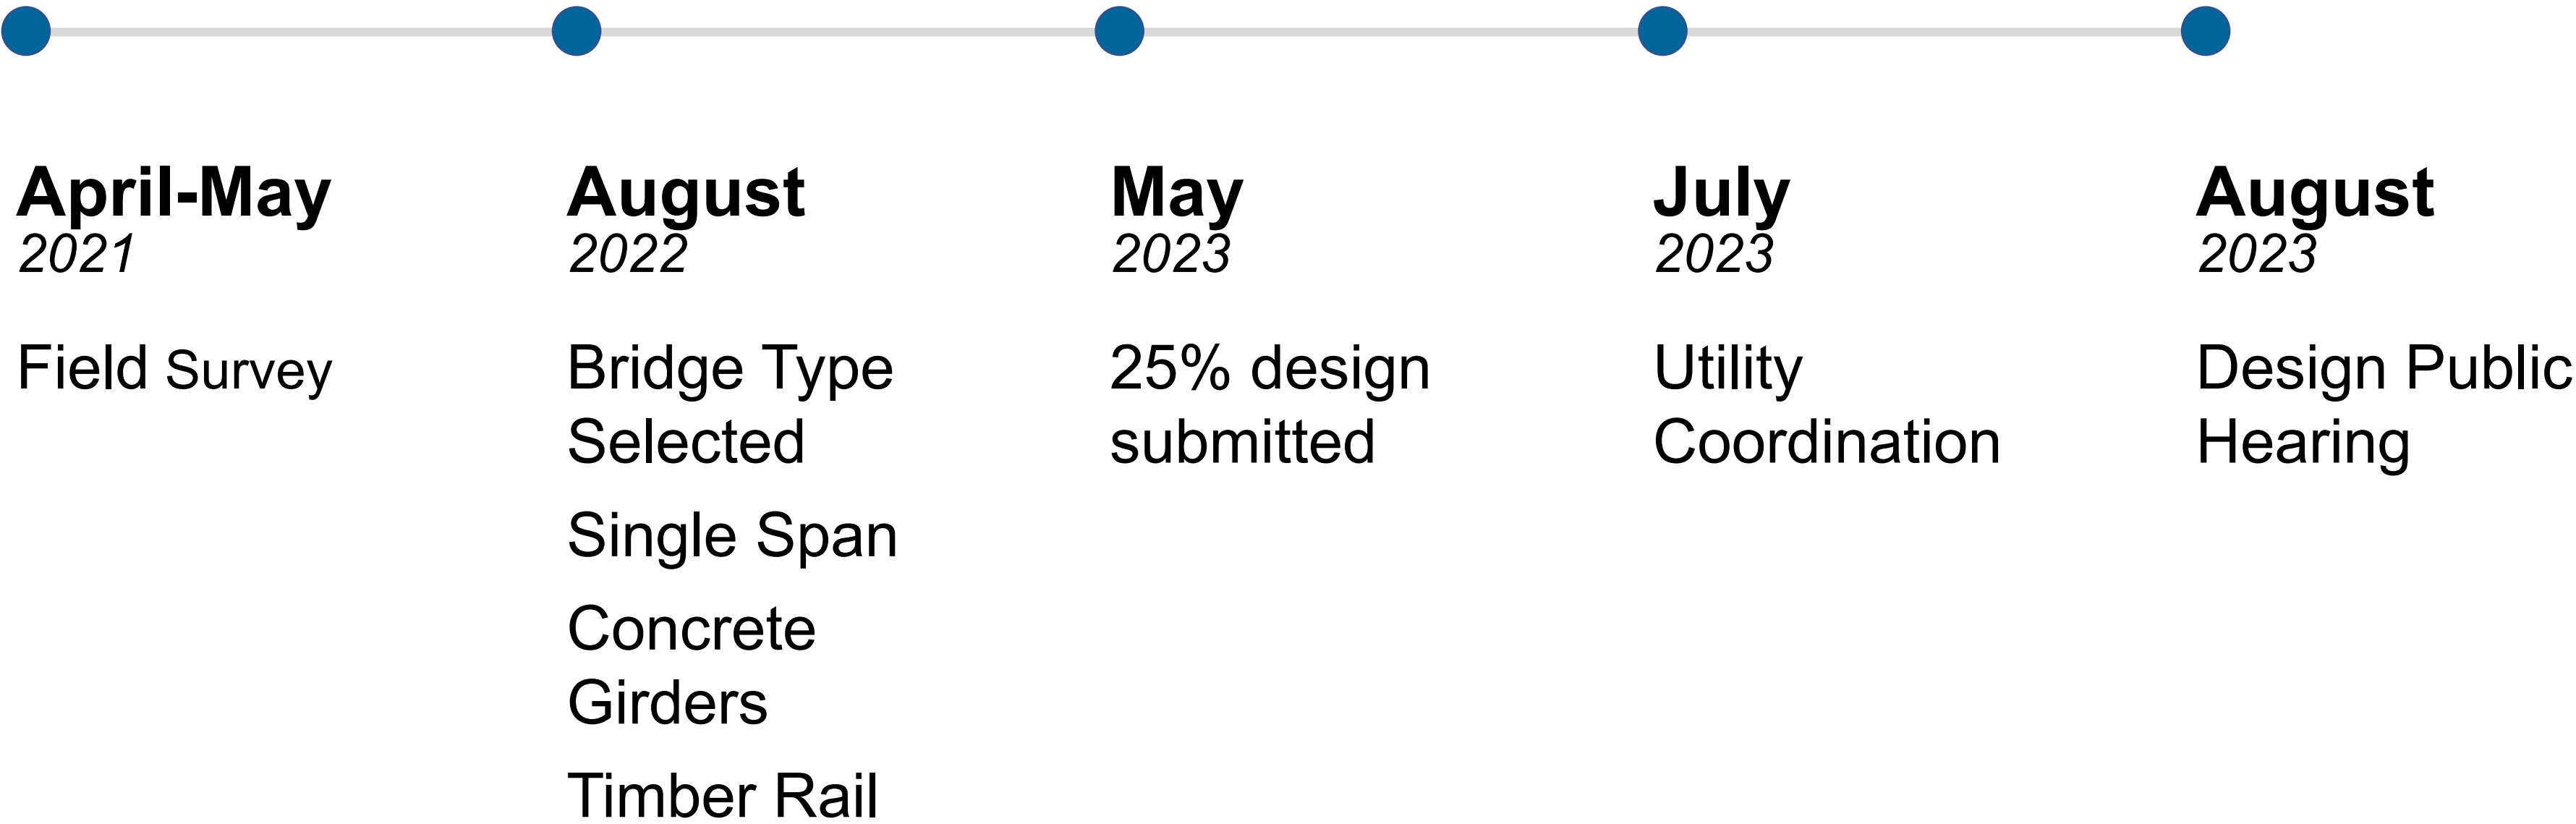 April-May
2021
Field Survey
August
2022
Bridge Type
Selected
Single Span
Concrete
Girders
Timber Rail
May
2023
25% design
submitted
July
2023
Utility
Coordination
August
2023
Design Public
Hearing